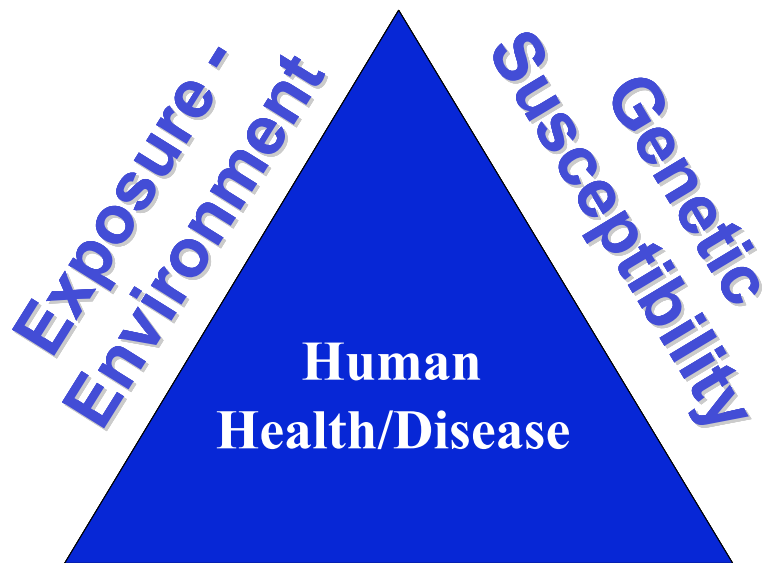 Exposure -
Environment
Genetic
Susceptibility
Human
Health/Disease